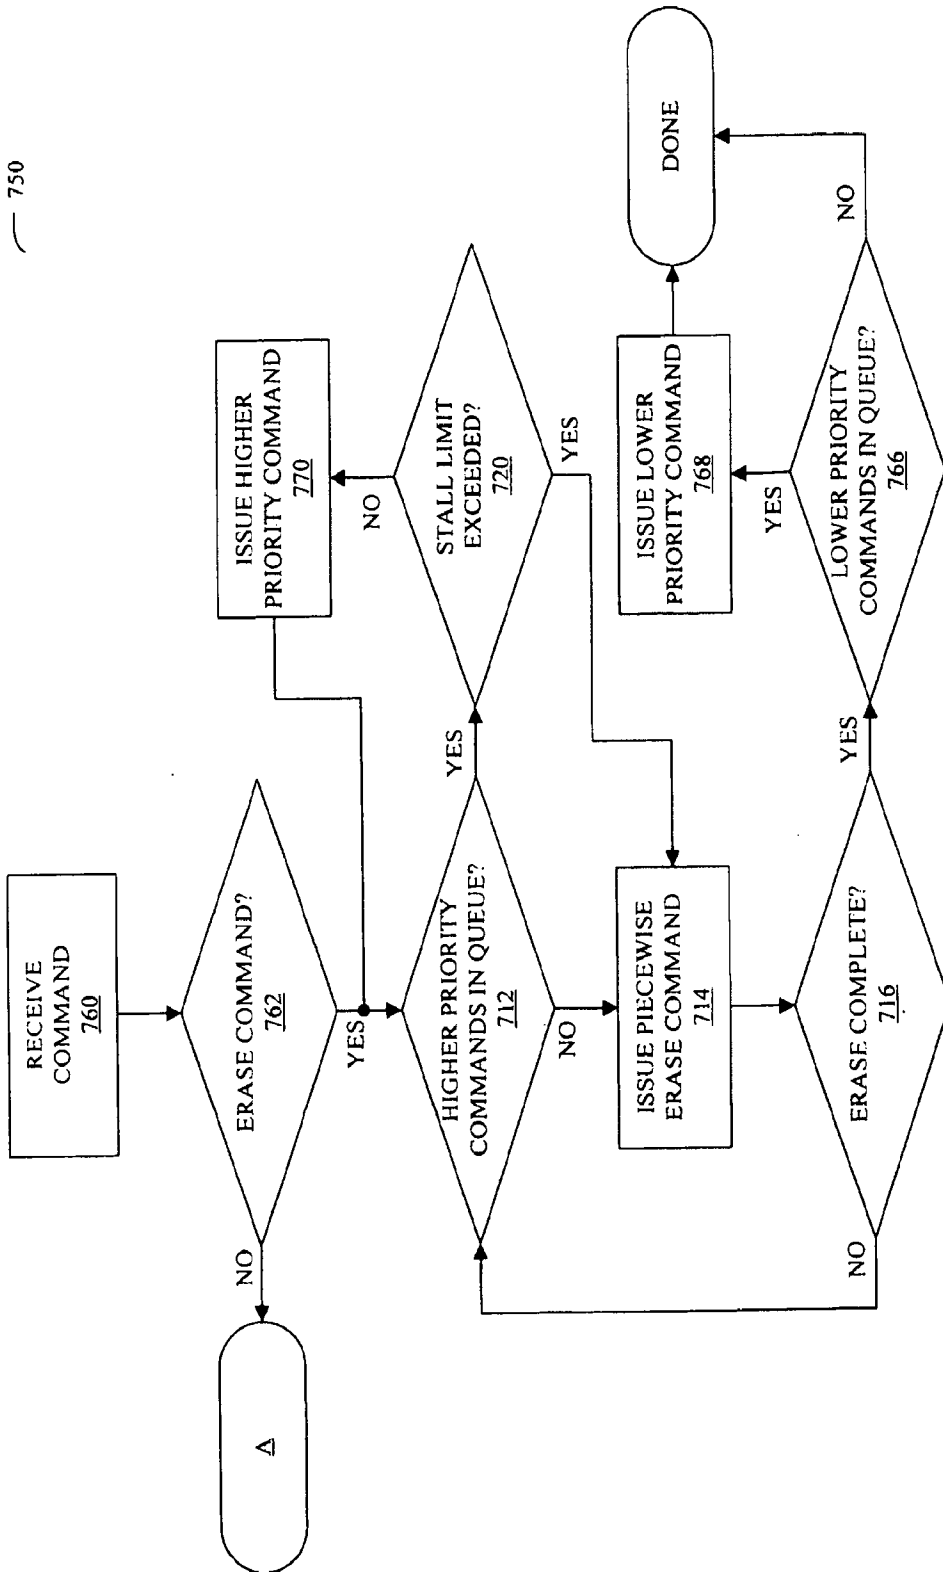 750
RECEIVE
COMMAND
760
ERASE COMMAND?
762
NO
A
YES
ISSUE HIGHER
PRIORITY COMMAND
770
HIGHER PRIORITY
COMMANDS IN QUEUE?
712
YES
STALL LIMIT
EXCEEDED?
720
NO
YES
NO
ISSUE PIECEWISE
ERASE COMMAND
714
ERASE COMPLETE?
716
NO
YES
LOWER PRIORITY
COMMANDS IN QUEUE?
766
YES
NO
ISSUE LOWER
PRIORITY COMMAND
768
DONE